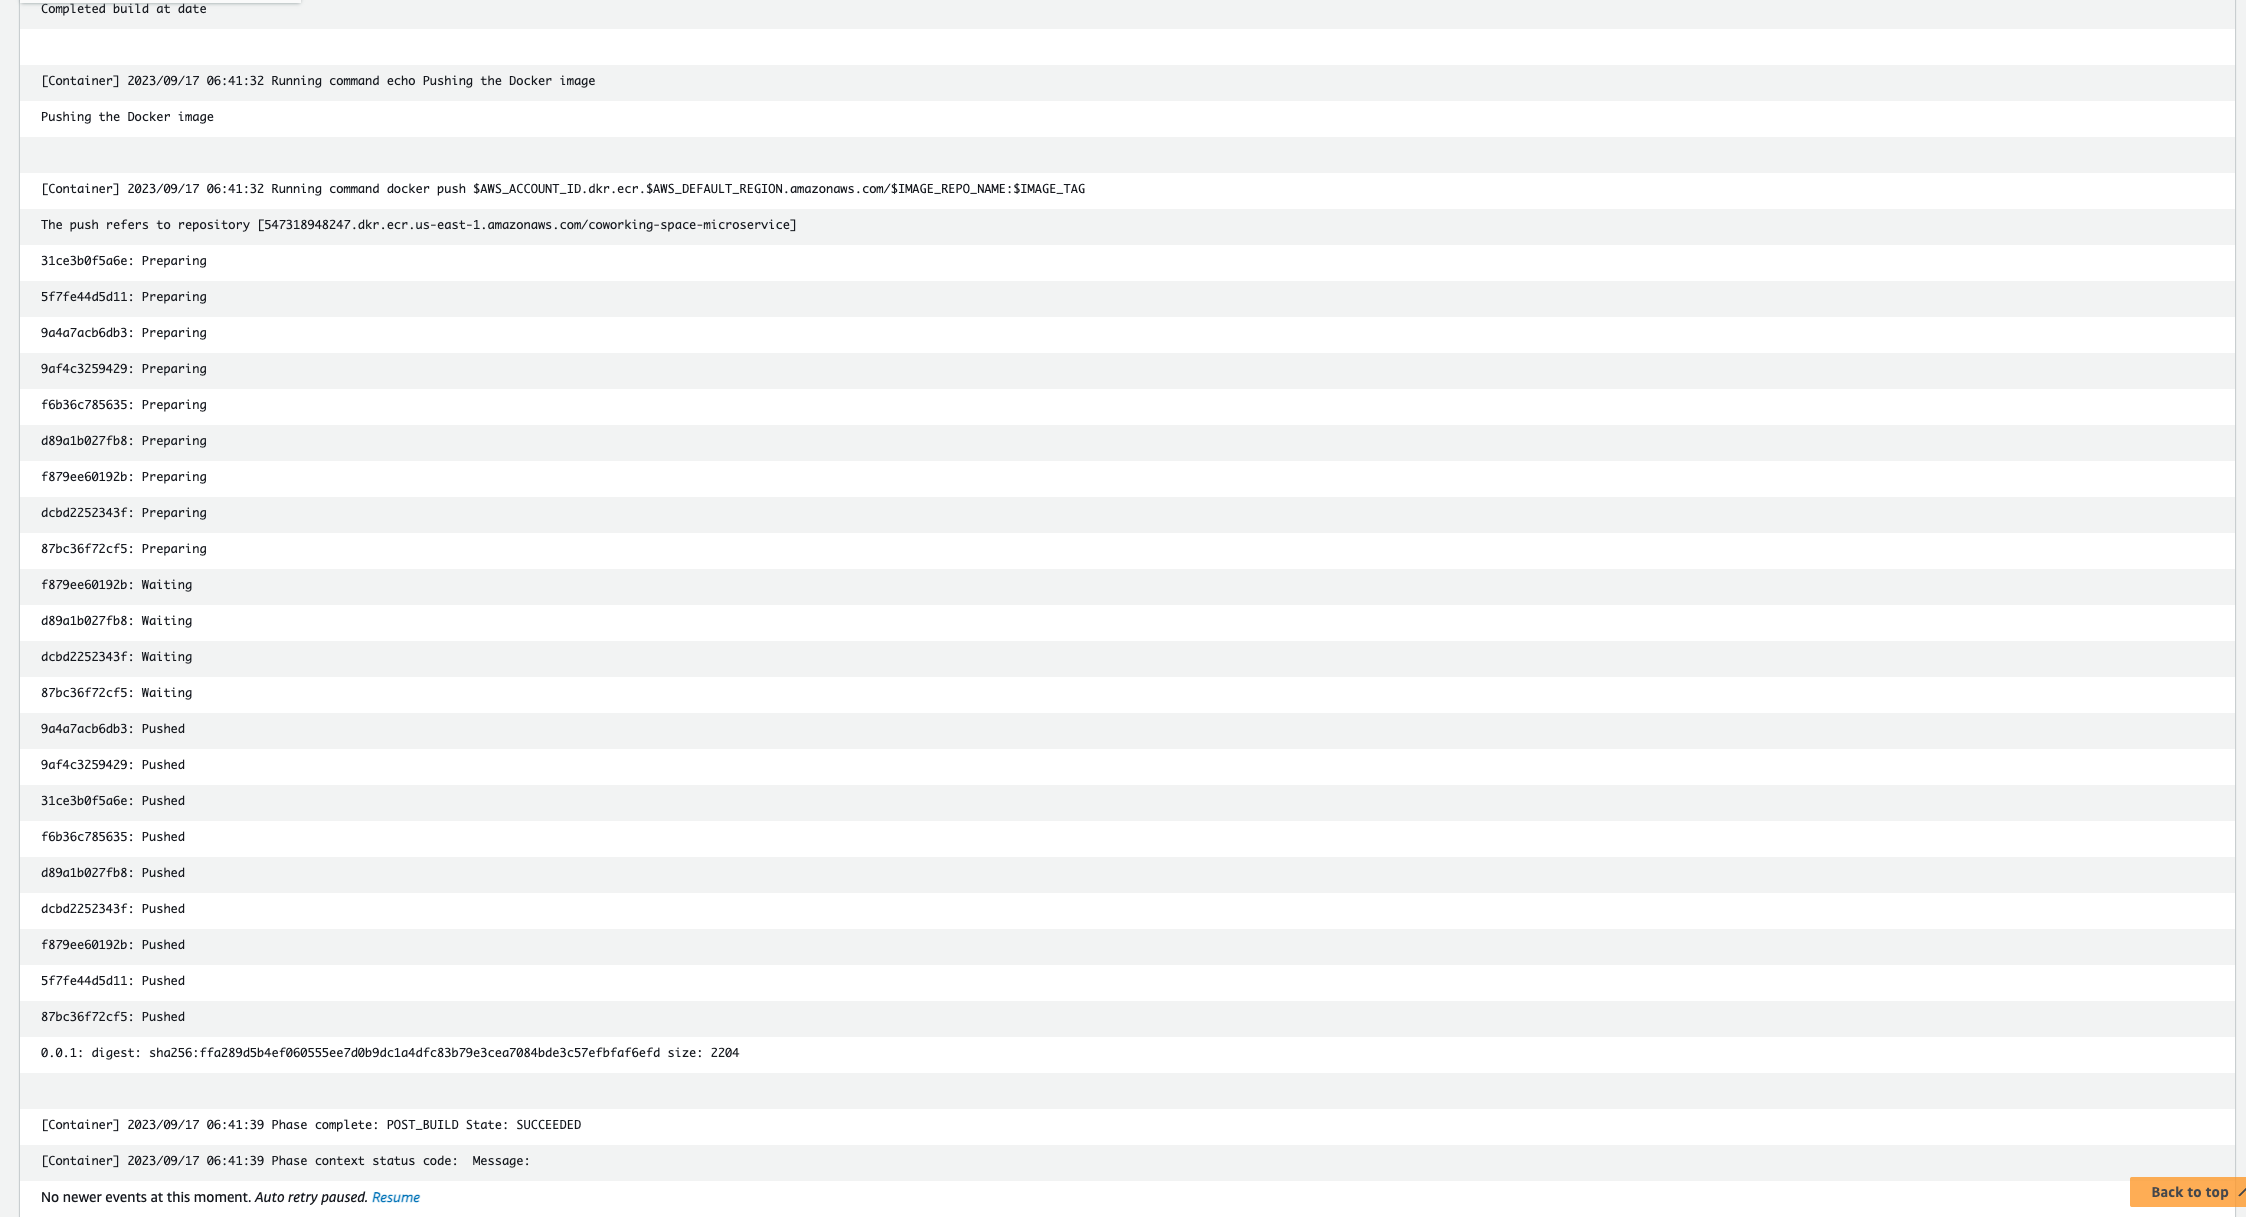 Completed build at date
[Container] 2023/09/17 06:41:32 Running command echo Pushing the Docker image
Pushing the Docker image
[Container] 2023/09/17 06:41:32 Running command docker push $AWS_ACCOUNT_ID.dkr.ecr.$AWS_DEFAULT_REGION.amazonaws.com/$IMAGE_REPO_NAME:$IMAGE_TAG
The push refers to repository [547318948247.dkr.ecr.us-east-1.amazonaws.com/coworking-space-microservice]
31ce3b0f5a6e: Preparing
5f7fe44d5d11: Preparing
9a4a7acb6db3: Preparing
9af4c3259429: Preparing
f6b36c785635: Preparing
d89a1b027fb8: Preparing
f879ee60192b: Preparing
dcbd2252343f: Preparing
87bc36f72cf5: Preparing
f879ee60192b: Waiting
d89a1b027fb8: Waiting
dcbd2252343f: Waiting
87bc36f72cf5: Waiting
9a4a7acb6db3: Pushed
9af4c3259429: Pushed
31ce3b0f5a6e: Pushed
f6b36c785635: Pushed
d89a1b027fb8: Pushed
dcbd2252343f: Pushed
f879ee60192b: Pushed
5f7fe44d5d11: Pushed
87bc36f72cf5: Pushed
0.0.1: digest: sha256:ffa289d5b4ef060555ee7d0b9dc1a4dfc83b79e3cea7084bde3c57efbfaf6efd size: 2204
[Container] 2023/09/17 06:41:39 Phase complete: POST_BUILD State: SUCCEEDED
[Container] 2023/09/17 06:41:39 Phase context status code:  Message:
No newer events at this moment. Auto retry paused. Resume
Back to top